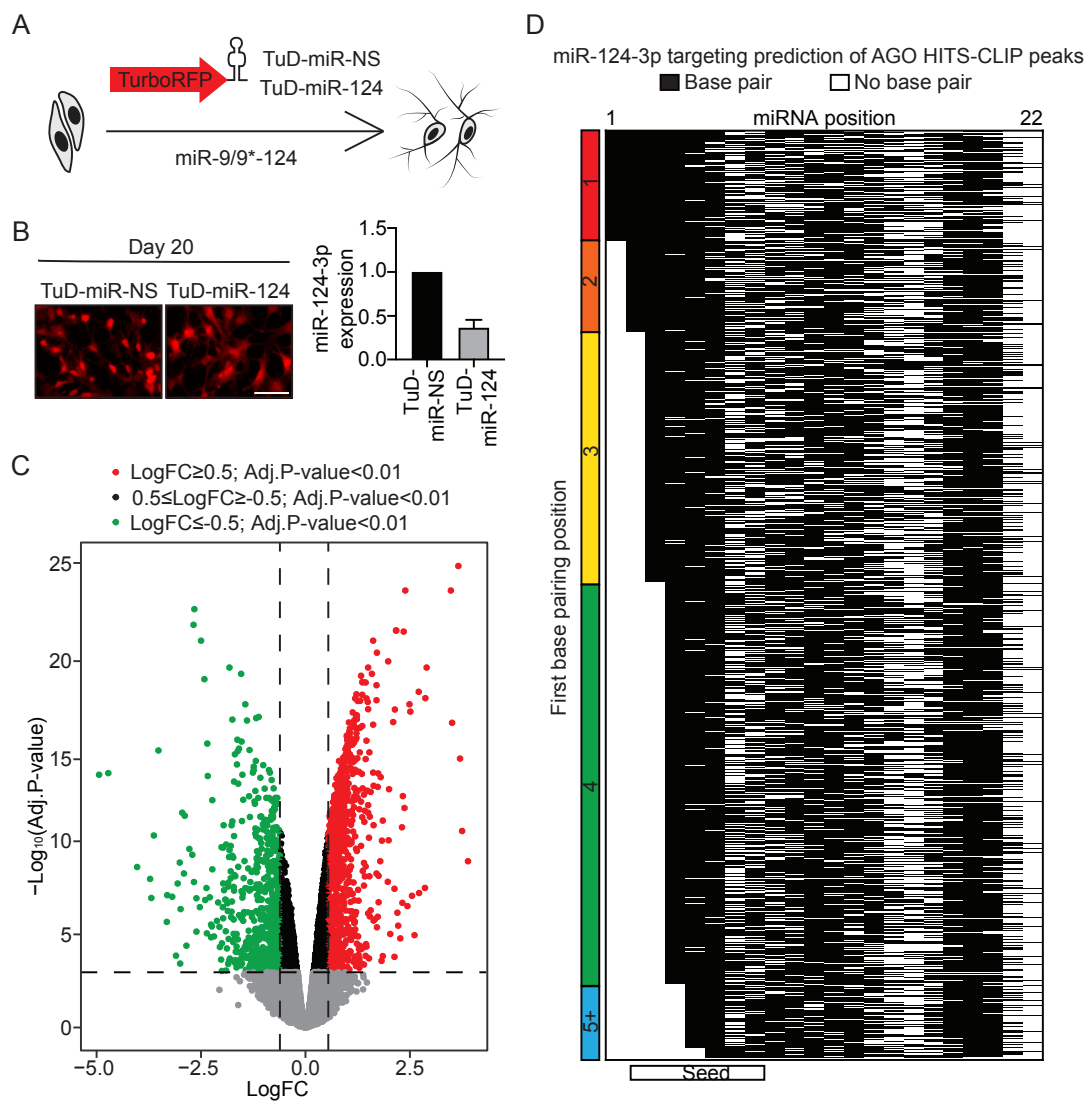 A
TurboRFP
TuD-miR-NS
TuD-miR-124
miR-9/9*-124
B
Day 20
TuD-miR-NS
TuD-miR-124
miR-124-3p
expression
1.5
1.0
0.5
0.0
TuD-
miR-NS
TuD-
miR-124
C
LogFC≥0.5; Adj.P-value<0.01
0.5≤LogFC≥-0.5; Adj.P-value<0.01
LogFC≤-0.5; Adj.P-value<0.01
−Log₁₀(Adj.P-value)
25
20
15
10
5
0
−5.0
−2.5
0.0
2.5
LogFC
D
miR-124-3p targeting prediction of AGO HITS-CLIP peaks
Base pair
No base pair
1
miRNA position
22
First base pairing position
1
2
3
4
5+
Seed